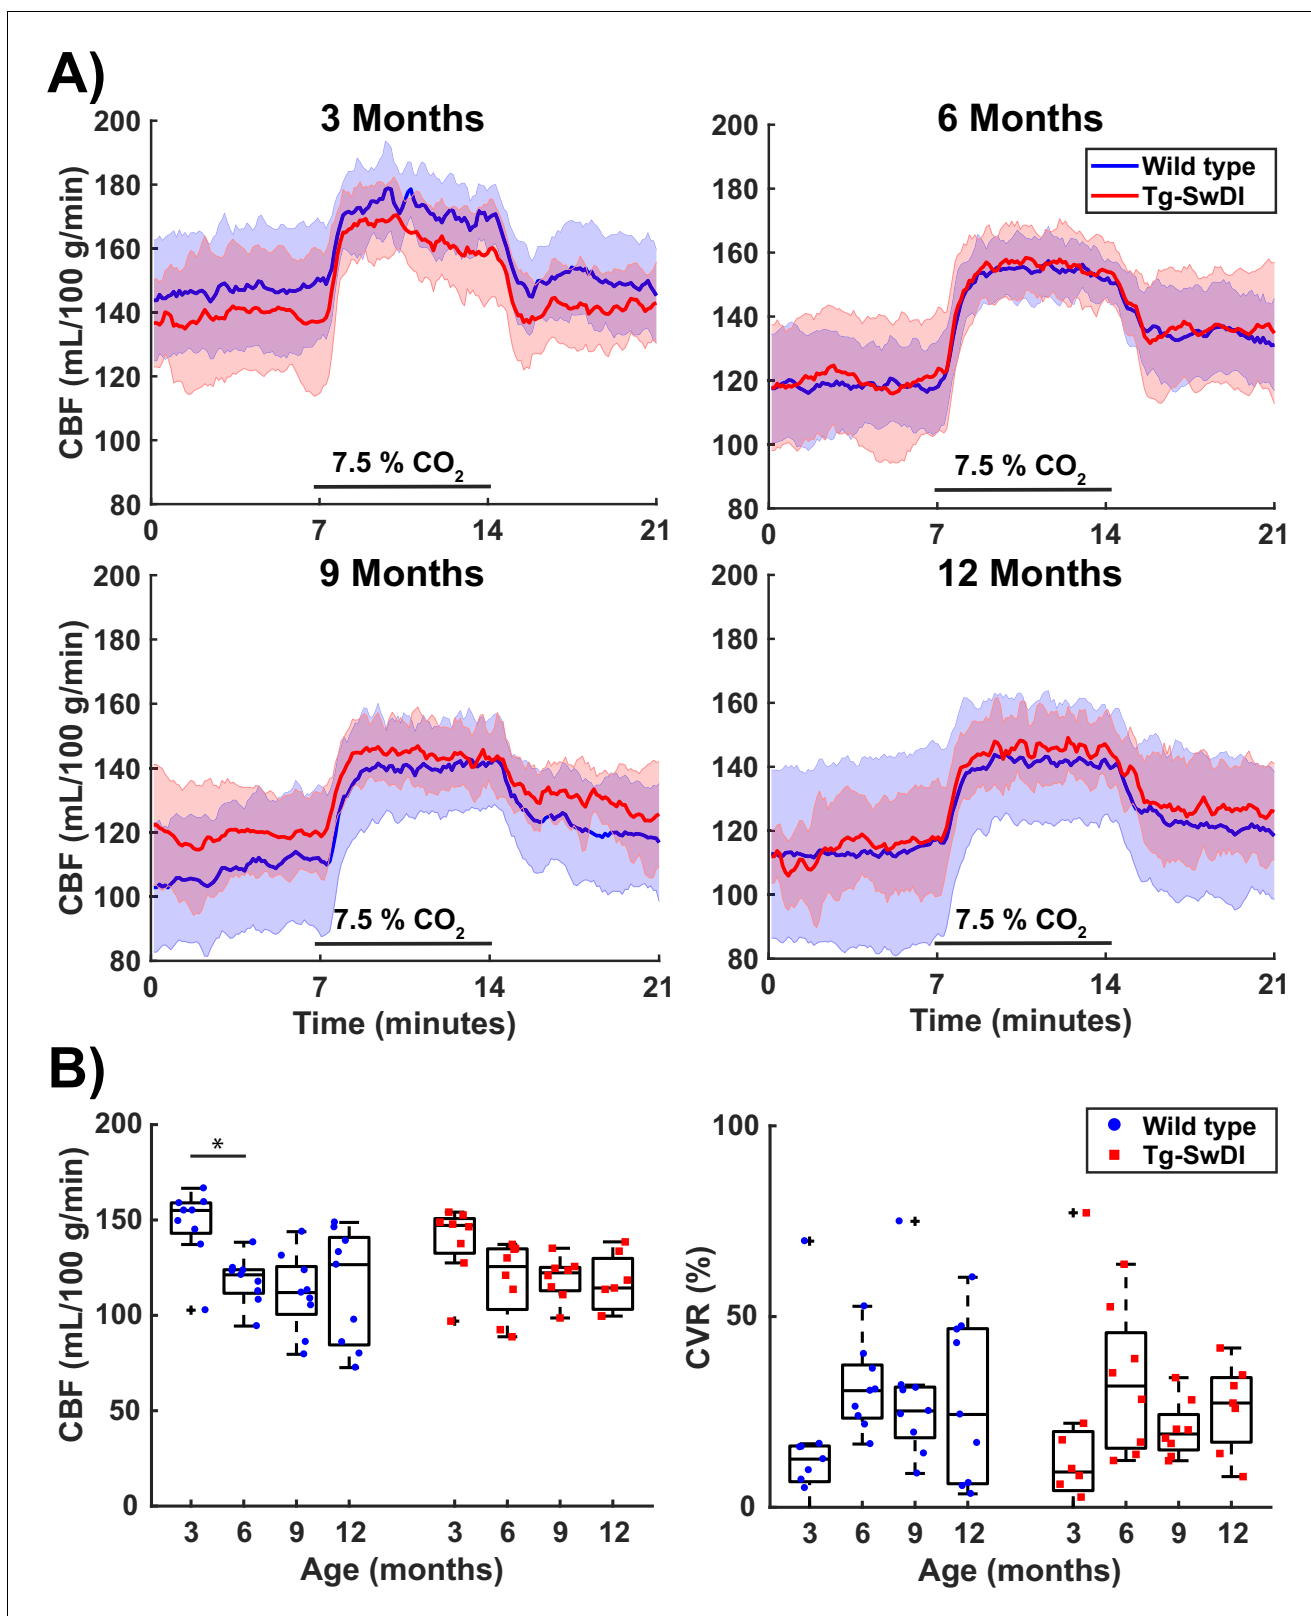 A)
3 Months
200
180
160
140
120
100
80
CBF (mL/100 g/min)
7.5 % CO2
0 7 14 21
6 Months
200
180
160
140
120
100
80
Wild type
Tg-SwDI
7.5 % CO2
0 7 14 21
9 Months
200
180
160
140
120
100
80
CBF (mL/100 g/min)
7.5 % CO2
0 7 14 21
Time (minutes)
12 Months
200
180
160
140
120
100
80
7.5 % CO2
0 7 14 21
Time (minutes)
B)
200
150
100
50
0
CBF (mL/100 g/min)
*
3 6 9 12 3 6 9 12
Age (months)
100
50
0
CVR (%)
Wild type
Tg-SwDI
3 6 9 12 3 6 9 12
Age (months)